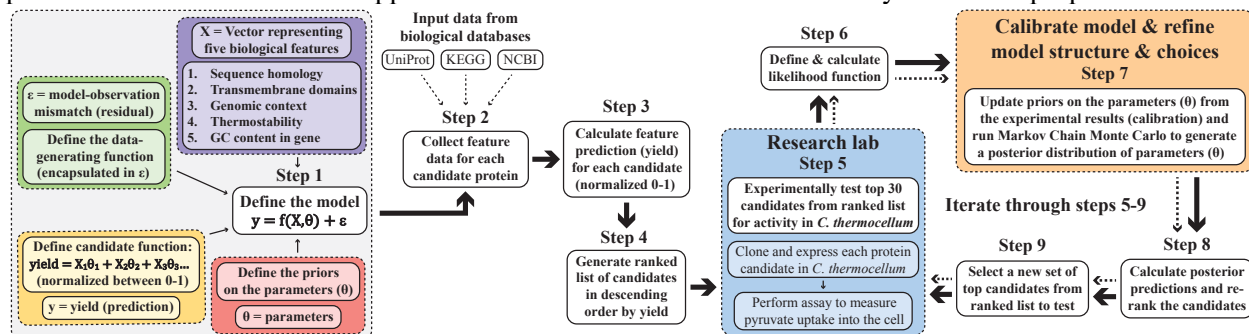 X = Vector representing
five biological features
1. Sequence homology
2. Transmembrane domains
3. Genomic context
4. Thermostability
5. GC content in gene
ε = model-observation
mismatch (residual)
Define the data-
generating function
(encapsulated in ε)
Step 1
Define the model
y = f(X,θ) + ε
Define candidate function:
yield = X₁θ₁ + X₂θ₂ + X₃θ₃...
(normalized between 0-1)
y = yield (prediction)
Define the priors
on the parameters (θ)
θ = parameters
Input data from
biological databases
UniProt KEGG NCBI
Step 2
Collect feature
data for each
candidate protein
Step 3
Calculate feature
prediction (yield)
for each candidate
(normalized 0-1)
Step 4
Generate ranked
list of candidates
in descending
order by yield
Research lab
Step 5
Experimentally test top 30
candidates from ranked list
for activity in C. thermocellum
Clone and express each protein
candidate in C. thermocellum
Perform assay to measure
pyruvate uptake into the cell
Step 6
Define & calculate
likelihood function
Calibrate model & refine
model structure & choices
Step 7
Update priors on the parameters (θ) from
the experimental results (calibration) and
run Markov Chain Monte Carlo to generate
a posterior distribution of parameters (θ)
Iterate through steps 5-9
Step 8
Calculate posterior
predictions and re-
rank the candidates
Step 9
Select a new set of
top candidates from
ranked list to test